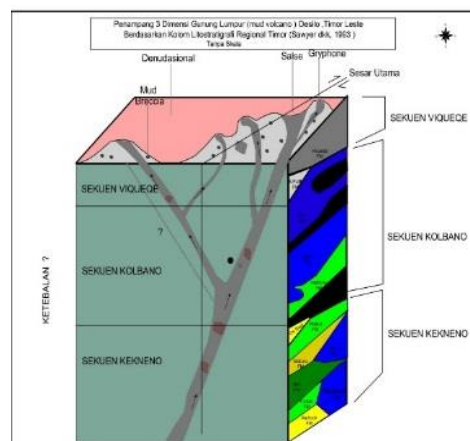 Penampang 3 Dimensi Gunung Lumpur (mud volcano) Desilo ,Timor Leste
Berdasarkan Kolom Litostratigrafi Regional Timor (Sawyer dkk, 1993 )
Tanpa Skala
Denudasional
Salse
Gryphone
Sesar Utama
Mud
Breccia
SEKUEN VIQUEQE
SEKUEN VIQUEQE
SEKUEN KOLBANO
?
SEKUEN KOLBANO
KETEBALAN ?
SEKUEN KEKNENO
SEKUEN KEKNENO